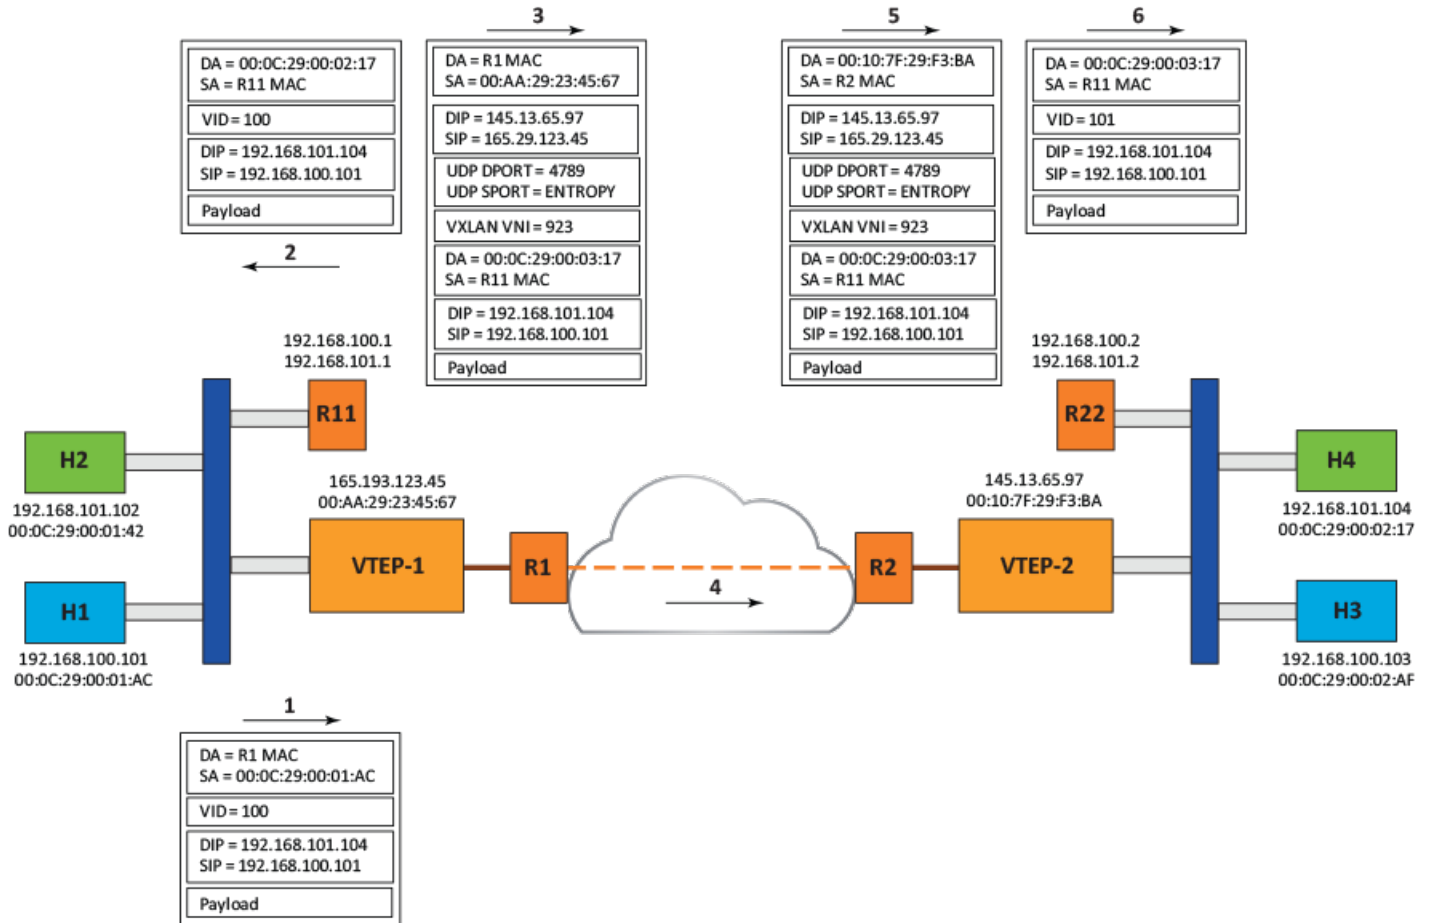 3
5
6
DA = 00:0C:29:00:02:17
SA = R11 MAC
VID = 100
DIP = 192.168.101.104
SIP = 192.168.100.101
Payload
2
DA = R1 MAC
SA = 00:AA:29:23:45:67
DIP = 145.13.65.97
SIP = 165.29.123.45
UDP DPORT = 4789
UDP SPORT = ENTROPY
VXLAN VNI = 923
DA = 00:0C:29:00:03:17
SA = R11 MAC
DIP = 192.168.101.104
SIP = 192.168.100.101
Payload
DA = 00:10:7F:29:F3:BA
SA = R2 MAC
DIP = 145.13.65.97
SIP = 165.29.123.45
UDP DPORT = 4789
UDP SPORT = ENTROPY
VXLAN VNI = 923
DA = 00:0C:29:00:03:17
SA = R11 MAC
DIP = 192.168.101.104
SIP = 192.168.100.101
Payload
DA = 00:0C:29:00:03:17
SA = R11 MAC
VID = 101
DIP = 192.168.101.104
SIP = 192.168.100.101
Payload
192.168.100.1
192.168.101.1
R11
192.168.100.2
192.168.101.2
R22
H2
192.168.101.102
00:0C:29:00:01:42
165.193.123.45
00:AA:29:23:45:67
VTEP-1
R1
4
R2
145.13.65.97
00:10:7F:29:F3:BA
VTEP-2
H4
192.168.101.104
00:0C:29:00:02:17
H1
192.168.100.101
00:0C:29:00:01:AC
H3
192.168.100.103
00:0C:29:00:02:AF
1
DA = R1 MAC
SA = 00:0C:29:00:01:AC
VID = 100
DIP = 192.168.101.104
SIP = 192.168.100.101
Payload